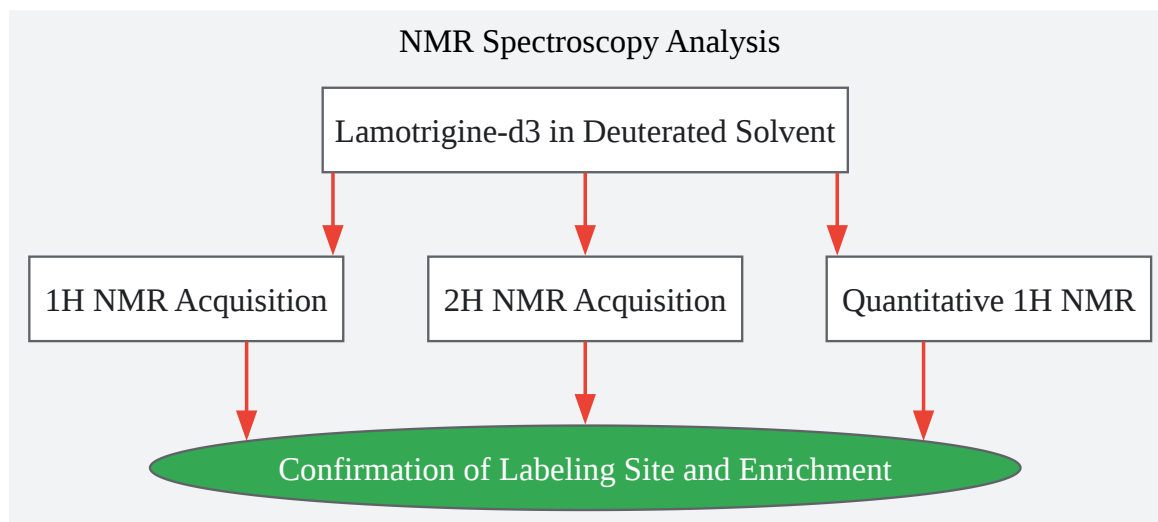 NMR Spectroscopy Analysis
Lamotrigine-d3 in Deuterated Solvent
1H NMR Acquisition
2H NMR Acquisition
Quantitative 1H NMR
Confirmation of Labeling Site and Enrichment